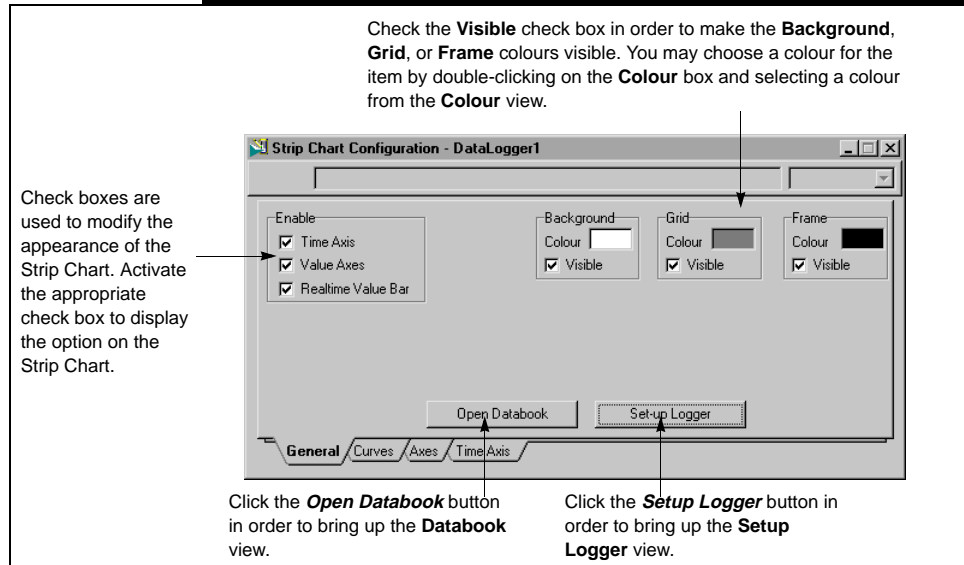 Check the Visible check box in order to make the Background,
Grid, or Frame colours visible. You may choose a colour for the
item by double-clicking on the Colour box and selecting a colour
from the Colour view.
Check boxes are
used to modify the
appearance of the
Strip Chart. Activate
the appropriate
check box to display
the option on the
Strip Chart.
Strip Chart Configuration - DataLogger1
Enable
Time Axis
Value Axes
Realtime Value Bar
Background
Colour
Visible
Grid
Colour
Visible
Frame
Colour
Visible
Open Databook
Set-up Logger
General Curves Axes Time Axis
Click the Open Databook button
in order to bring up the Databook
view.
Click the Setup Logger button in
order to bring up the Setup
Logger view.